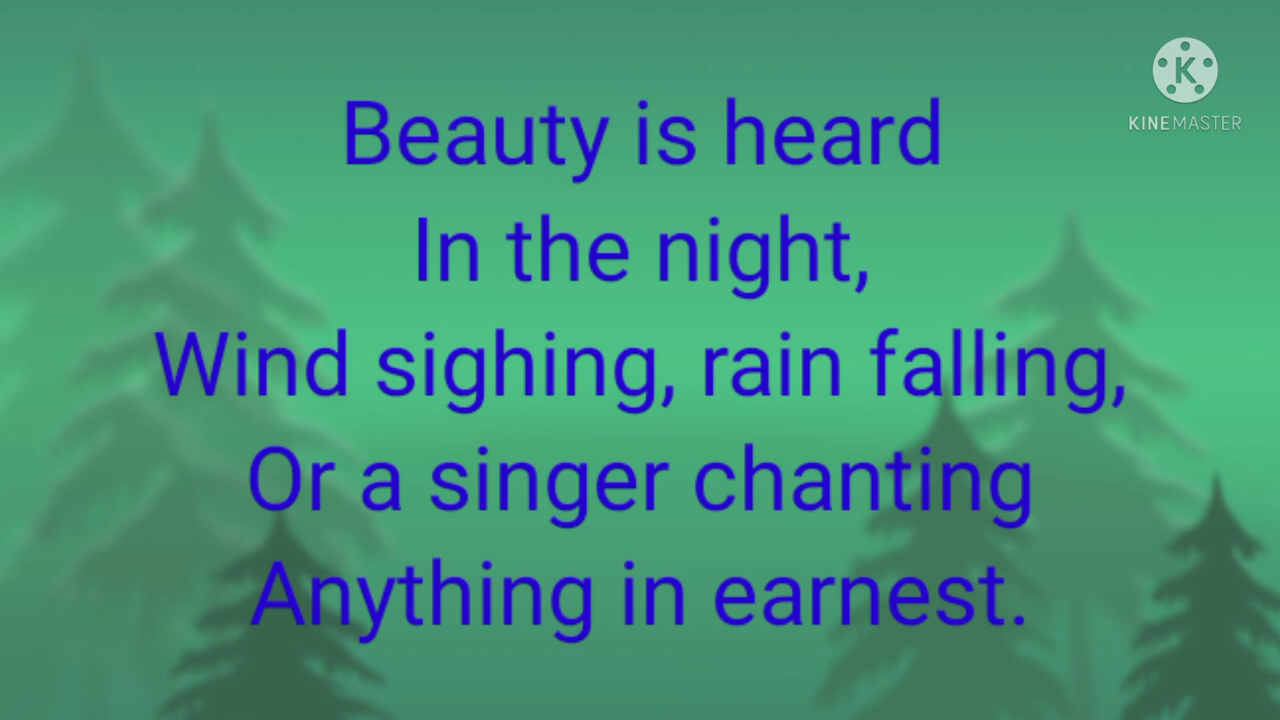 Beauty is heard
In the night,
Wind sighing, rain falling,
Or a singer chanting
Anything in earnest.
K
KINEMASTER